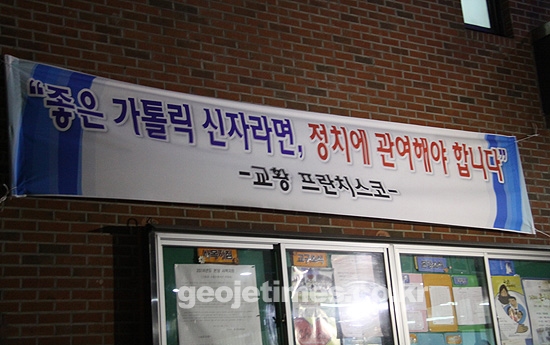 “좋은 가톨릭 신자라면, 정치에 관여해야 합니다”
-교황 프란치스코-
geojetimes.co.kr